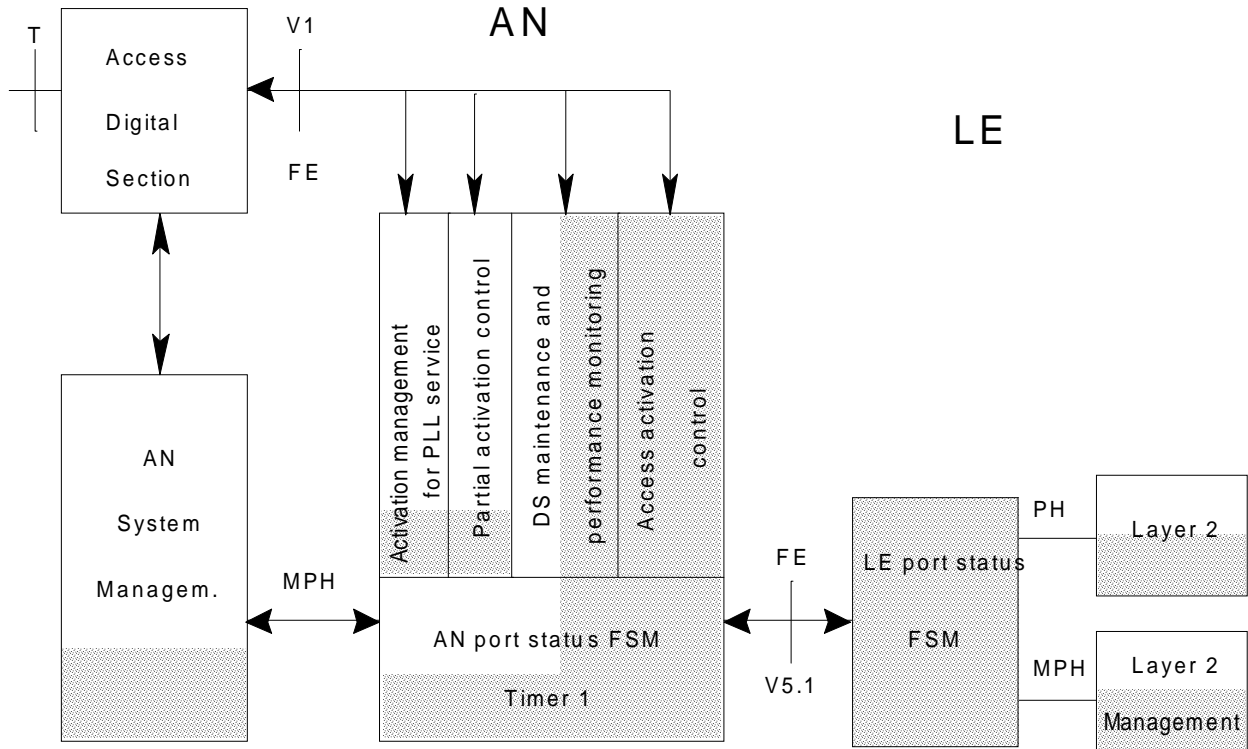 AN
LE
T
Access
Digital
Section
V1
FE
Activation management
for PLL service
Partial activation control
DS maintenance and
performance monitoring
Access activation
control
AN
System
Managem.
MPH
AN port status FSM
Timer 1
FE
V5.1
LE port status
FSM
PH
Layer 2
MPH
Layer 2
Management